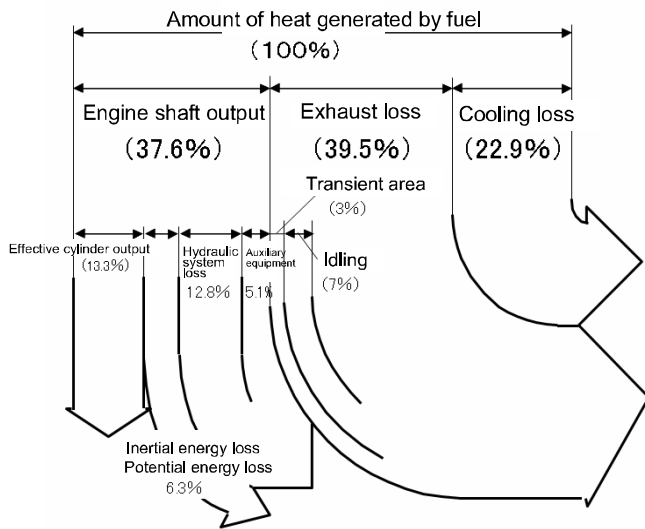 Amount of heat generated by fuel
(100%)
Engine shaft output
(37.6%)
Exhaust loss
(39.5%)
Cooling loss
(22.9%)
Transient area
(3%)
Effective cylinder output
(13.3%)
Hydraulic
system
loss
12.8%
Auxiliary
equipment
5.1%
Idling
(7%)
Inertial energy loss
Potential energy loss
6.3%